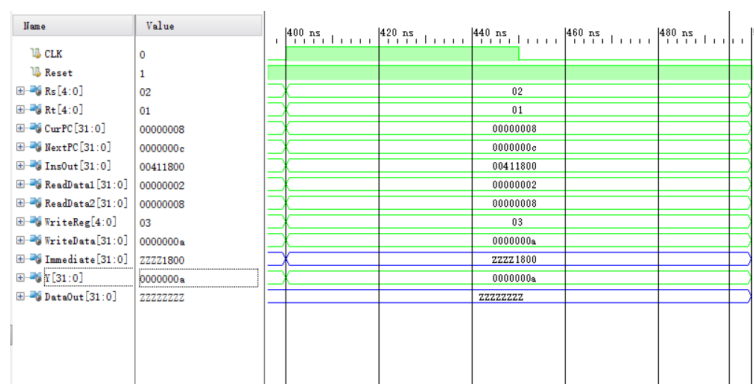 Name Value
400 ns 420 ns 440 ns 460 ns 480 ns
CLK 0
Reset 1
Rs[4:0] 02 02
Rt[4:0] 01 01
CurPC[31:0] 00000008 00000008
NextPC[31:0] 0000000c 0000000c
InsOut[31:0] 00411800 00411800
ReadData1[31:0] 00000002 00000002
ReadData2[31:0] 00000008 00000008
WriteReg[4:0] 03 03
WriteData[31:0] 0000000a 0000000a
Immediate[31:0] ZZZZ1800 ZZZZ1800
Y[31:0] 0000000a 0000000a
DataOut[31:0] ZZZZZZZZ ZZZZZZZZ